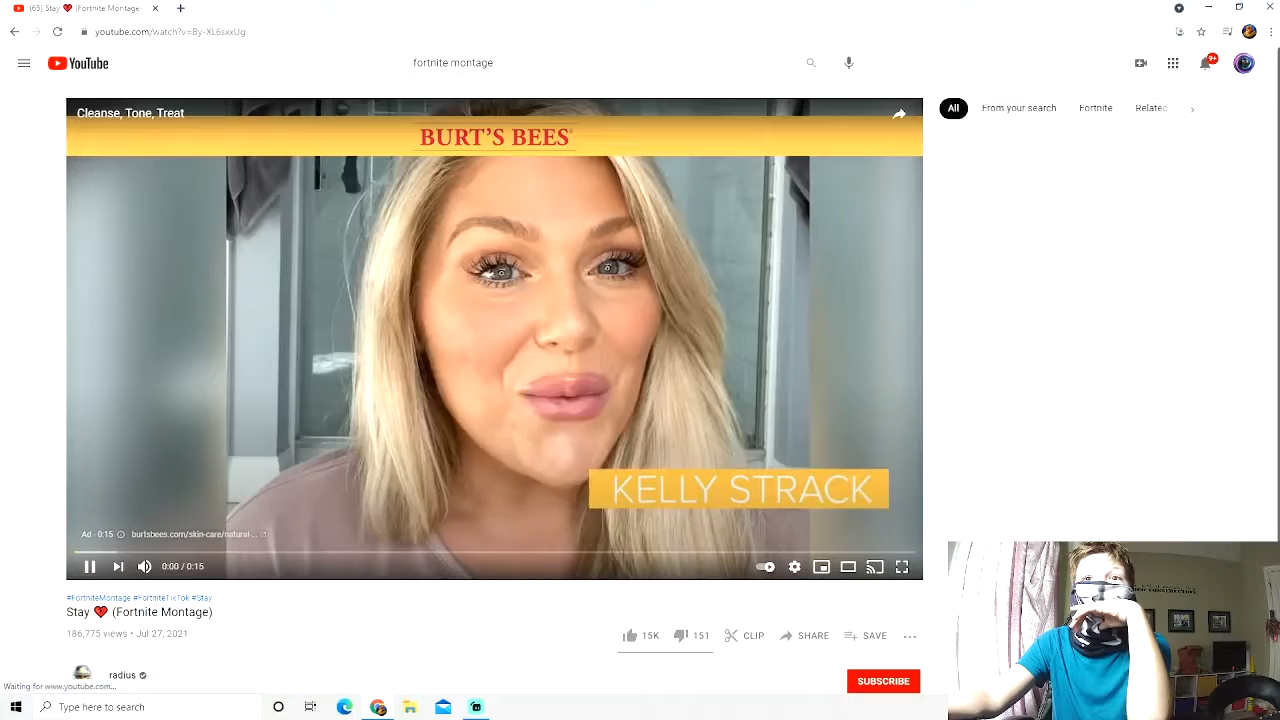 (65) Stay 💔 (Fortnite Montage
youtube.com/watch?v=By-XL6sxxUg
YouTube
fortnite montage
9+
Cleanse, Tone, Treat
BURT'S BEES
All From your search Fortnite Related
KELLY STRACK
Ad · 0:15 burtsbees.com/skin-care/natural-...
0:00 / 0:15
#FortniteMontage #FortniteTikTok #Stay
Stay 💔 (Fortnite Montage)
186,775 views • Jul 27, 2021
15K 151 CLIP SHARE SAVE
radius
SUBSCRIBE
Waiting for www.youtube.com...
Type here to search